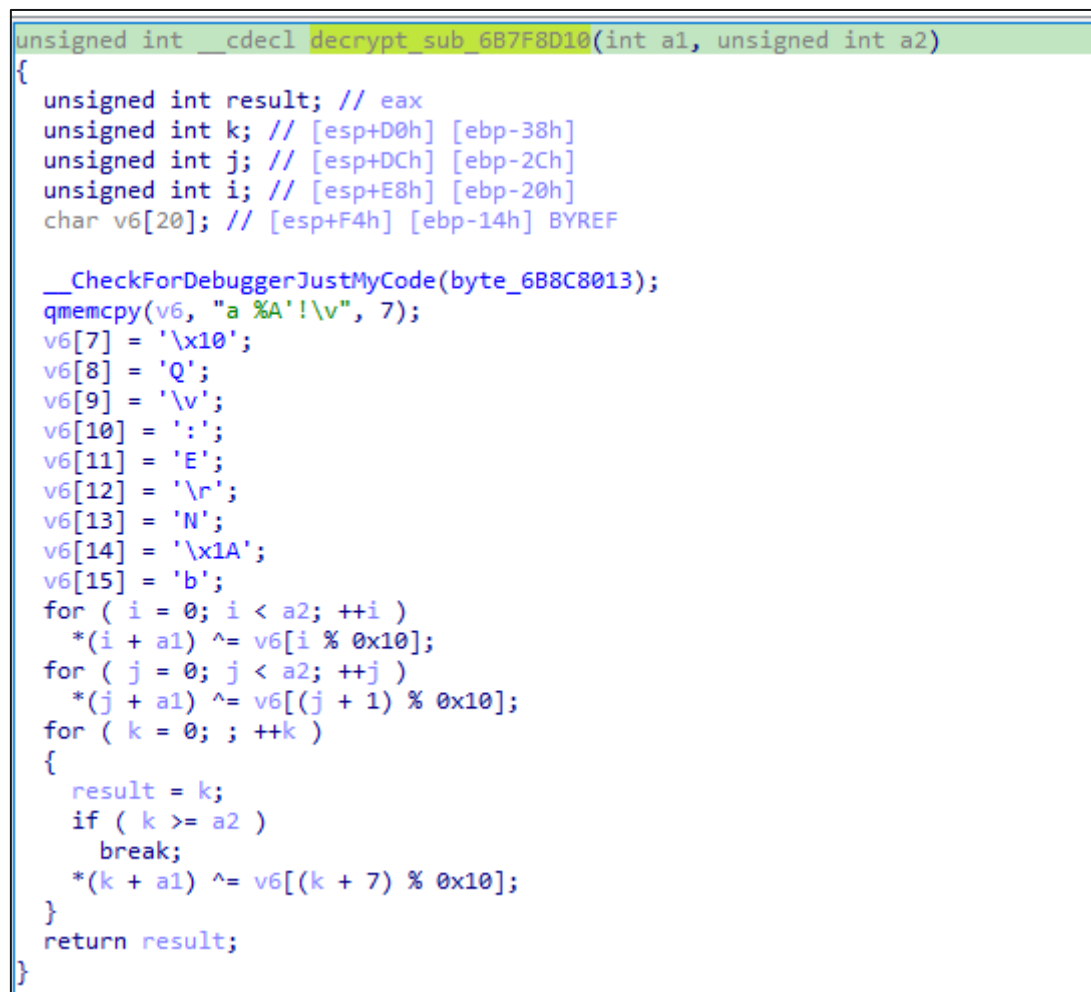 unsigned int __cdecl decrypt_sub_6B7F8D10(int a1, unsigned int a2)
{
  unsigned int result; // eax
  unsigned int k; // [esp+D0h] [ebp-38h]
  unsigned int j; // [esp+DCh] [ebp-2Ch]
  unsigned int i; // [esp+E8h] [ebp-20h]
  char v6[20]; // [esp+F4h] [ebp-14h] BYREF

  __CheckForDebuggerJustMyCode(byte_6B8C8013);
  qmemcpy(v6, "a %A'!\v", 7);
  v6[7] = '\x10';
  v6[8] = 'Q';
  v6[9] = '\v';
  v6[10] = ':';
  v6[11] = 'E';
  v6[12] = '\r';
  v6[13] = 'N';
  v6[14] = '\x1A';
  v6[15] = 'b';
  for ( i = 0; i < a2; ++i )
    *(i + a1) ^= v6[i % 0x10];
  for ( j = 0; j < a2; ++j )
    *(j + a1) ^= v6[(j + 1) % 0x10];
  for ( k = 0; ; ++k )
  {
    result = k;
    if ( k >= a2 )
      break;
    *(k + a1) ^= v6[(k + 7) % 0x10];
  }
  return result;
}